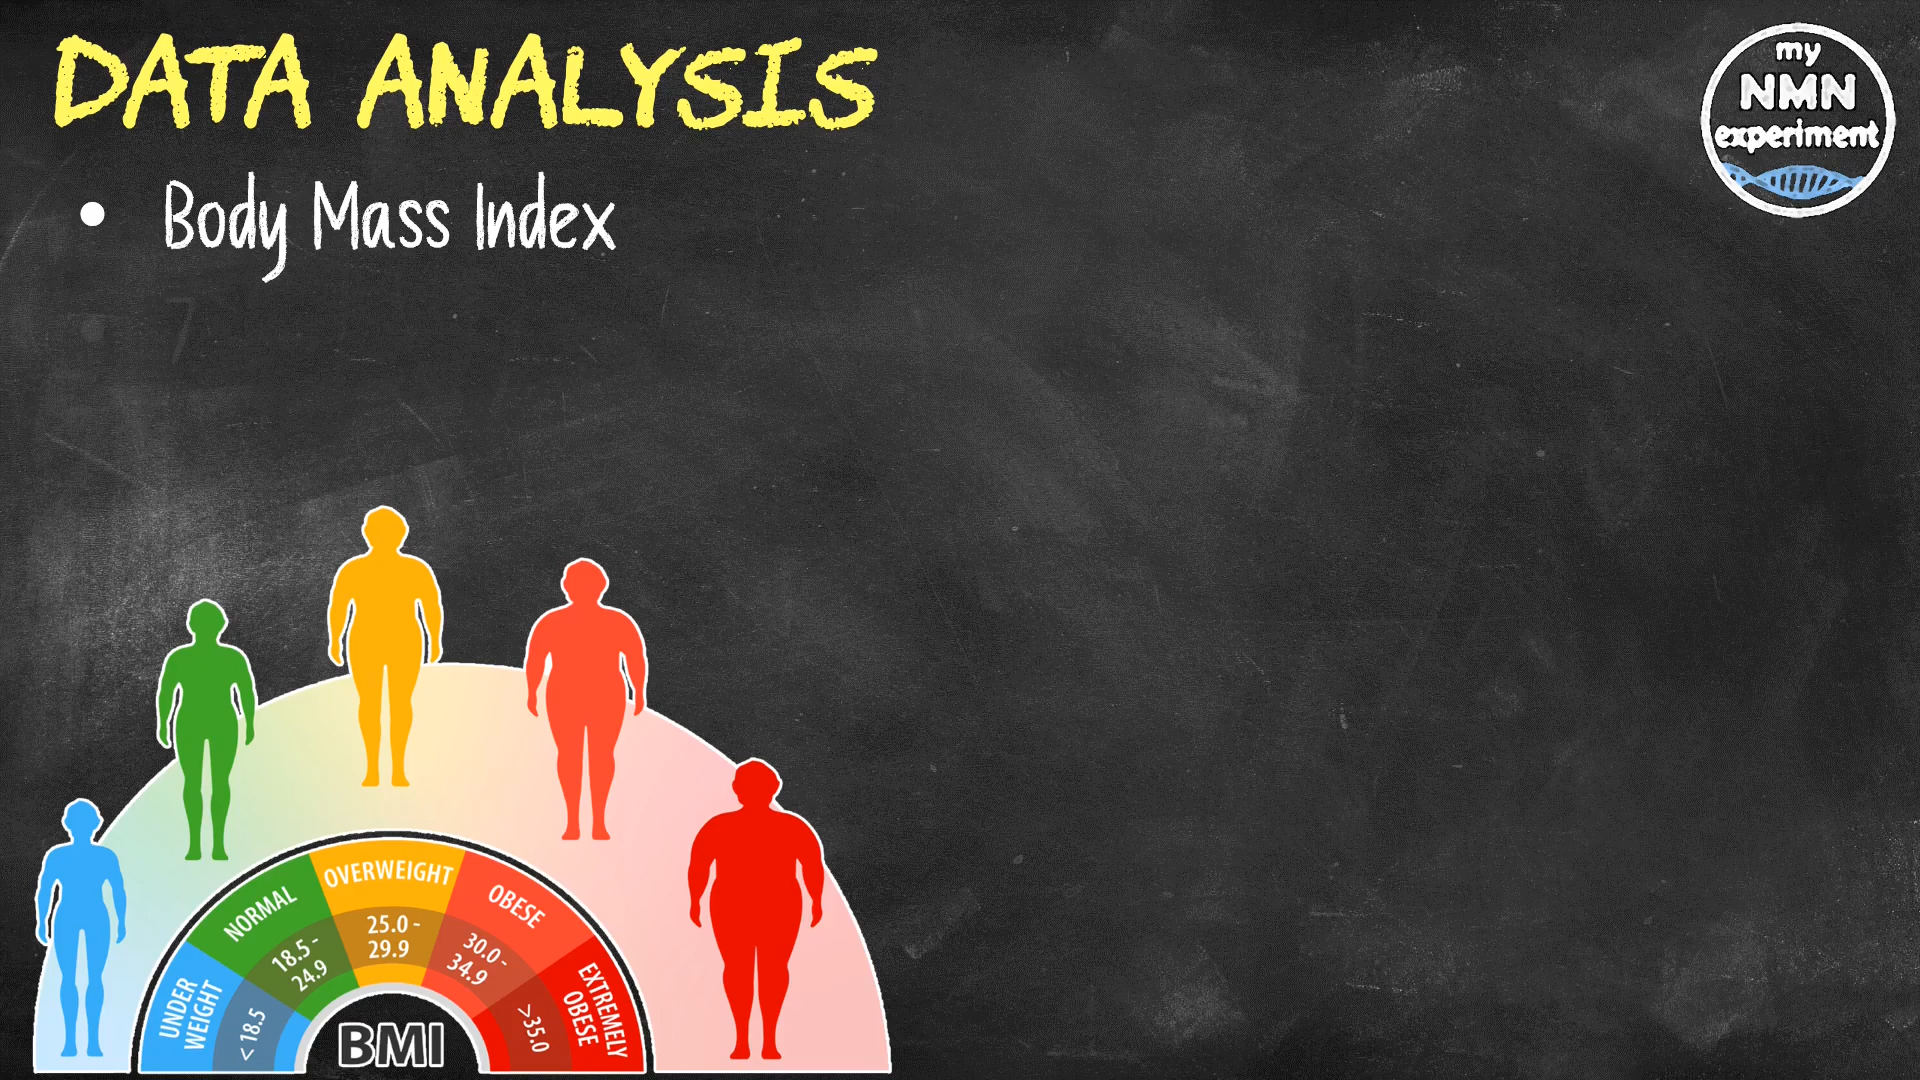 DATA ANALYSIS
my
NMN
experiment
• Body Mass Index
UNDER
WEIGHT
< 18.5
NORMAL
18.5 -
24.9
OVERWEIGHT
25.0 -
29.9
OBESE
30.0 -
34.9
EXTREMELY
OBESE
>35.0
BMI